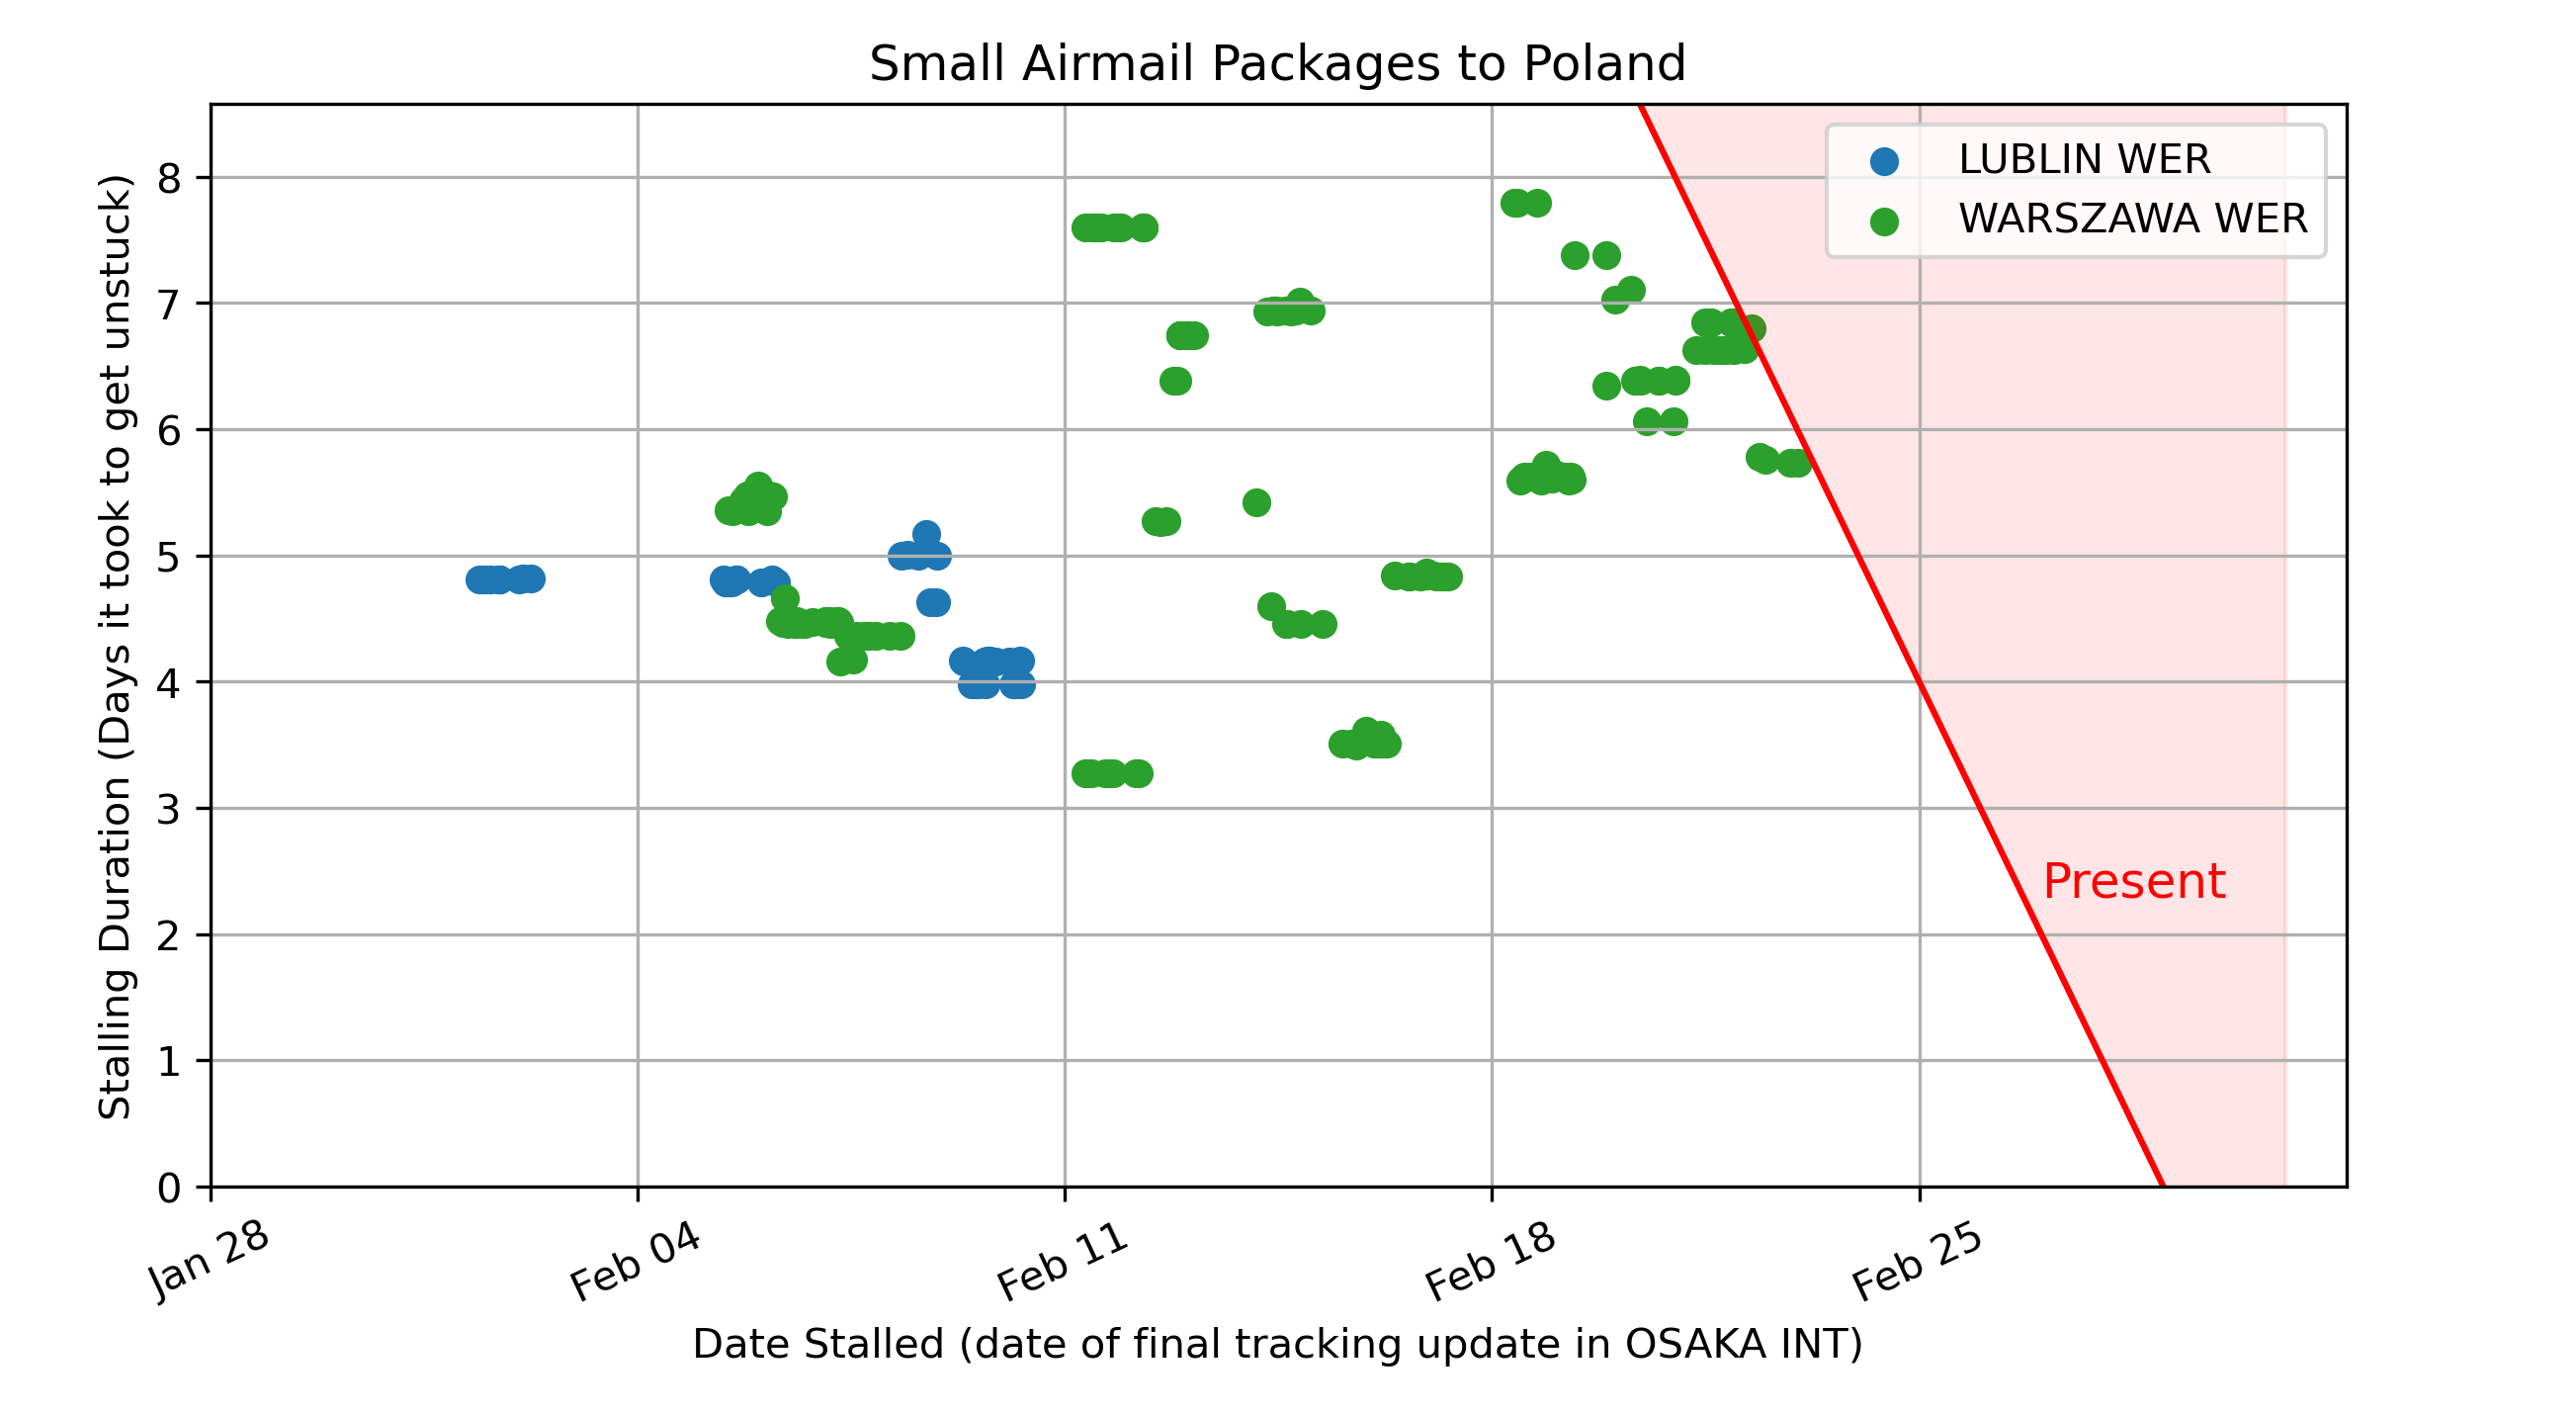 Small Airmail Packages to Poland
Stalling Duration (Days it took to get unstuck)
8
7
6
5
4
3
2
1
0
LUBLIN WER
WARSZAWA WER
Present
Jan 28
Feb 04
Feb 11
Feb 18
Feb 25
Date Stalled (date of final tracking update in OSAKA INT)